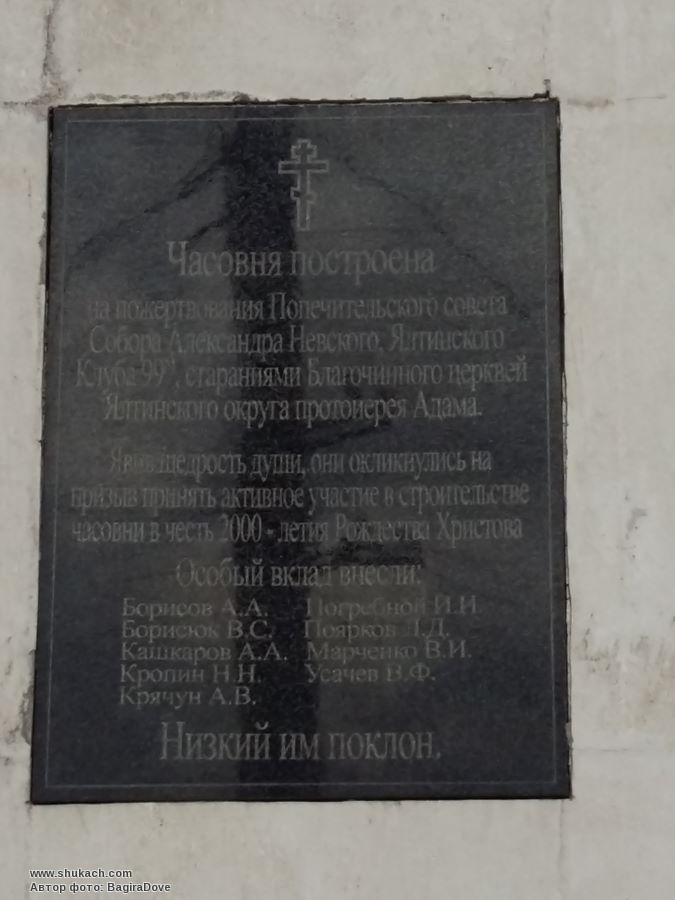 Часовня построена
на пожертвования Попечительского совета
Собора Александра Невского, Ялтинского
Клуба 99", стараниями Благочинного церквей
Ялтинского округа протоиерея Адама.
Явив щедрость души, они окликнулись на
призыв принять активное участие в строительстве
часовни в честь 2000 - летия Рождества Христова
Особый вклад внесли:
Борисов А.А. Погребной И.И.
Борисюк В.С. Поярков Л.Д.
Кашкаров А.А. Марченко В.И.
Кропин Н.Н. Усачев В.Ф.
Крячун А.В.
Низкий им поклон.
www.shukach.com
Автор фото: BagiraDove